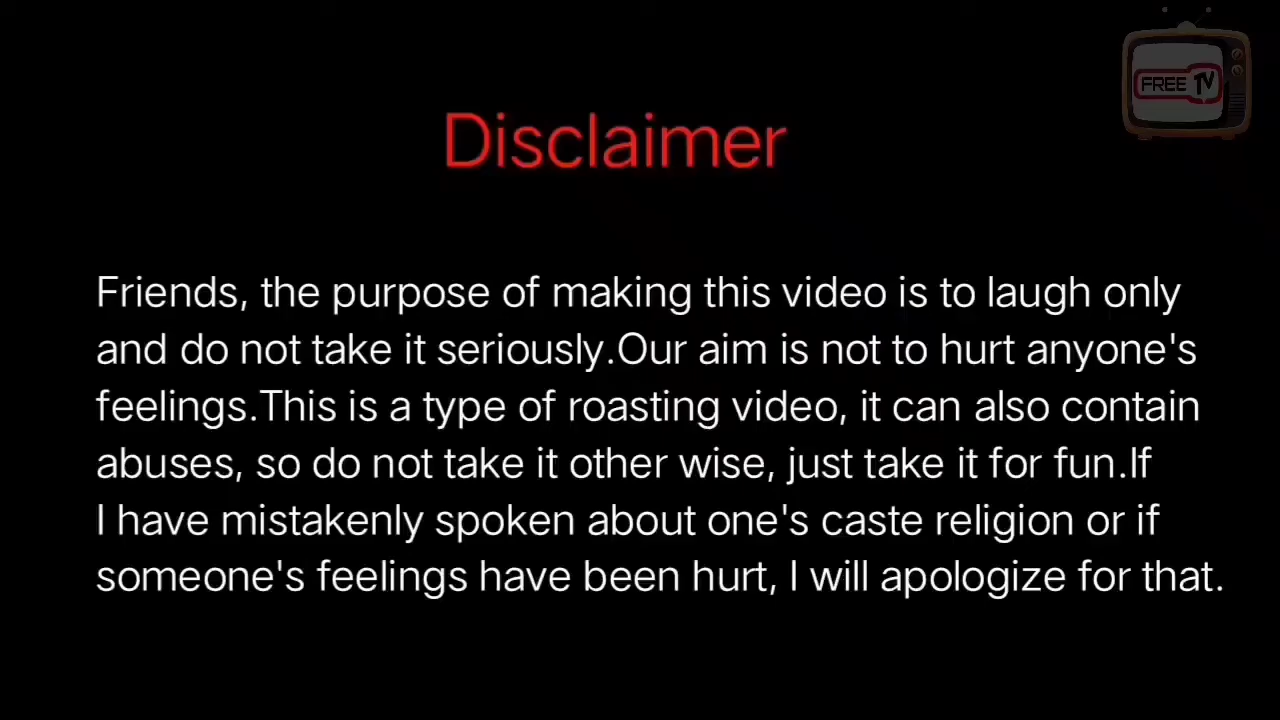 FREE TV
Disclaimer
Friends, the purpose of making this video is to laugh only
and do not take it seriously.Our aim is not to hurt anyone's
feelings.This is a type of roasting video, it can also contain
abuses, so do not take it other wise, just take it for fun.If
I have mistakenly spoken about one's caste religion or if
someone's feelings have been hurt, I will apologize for that.